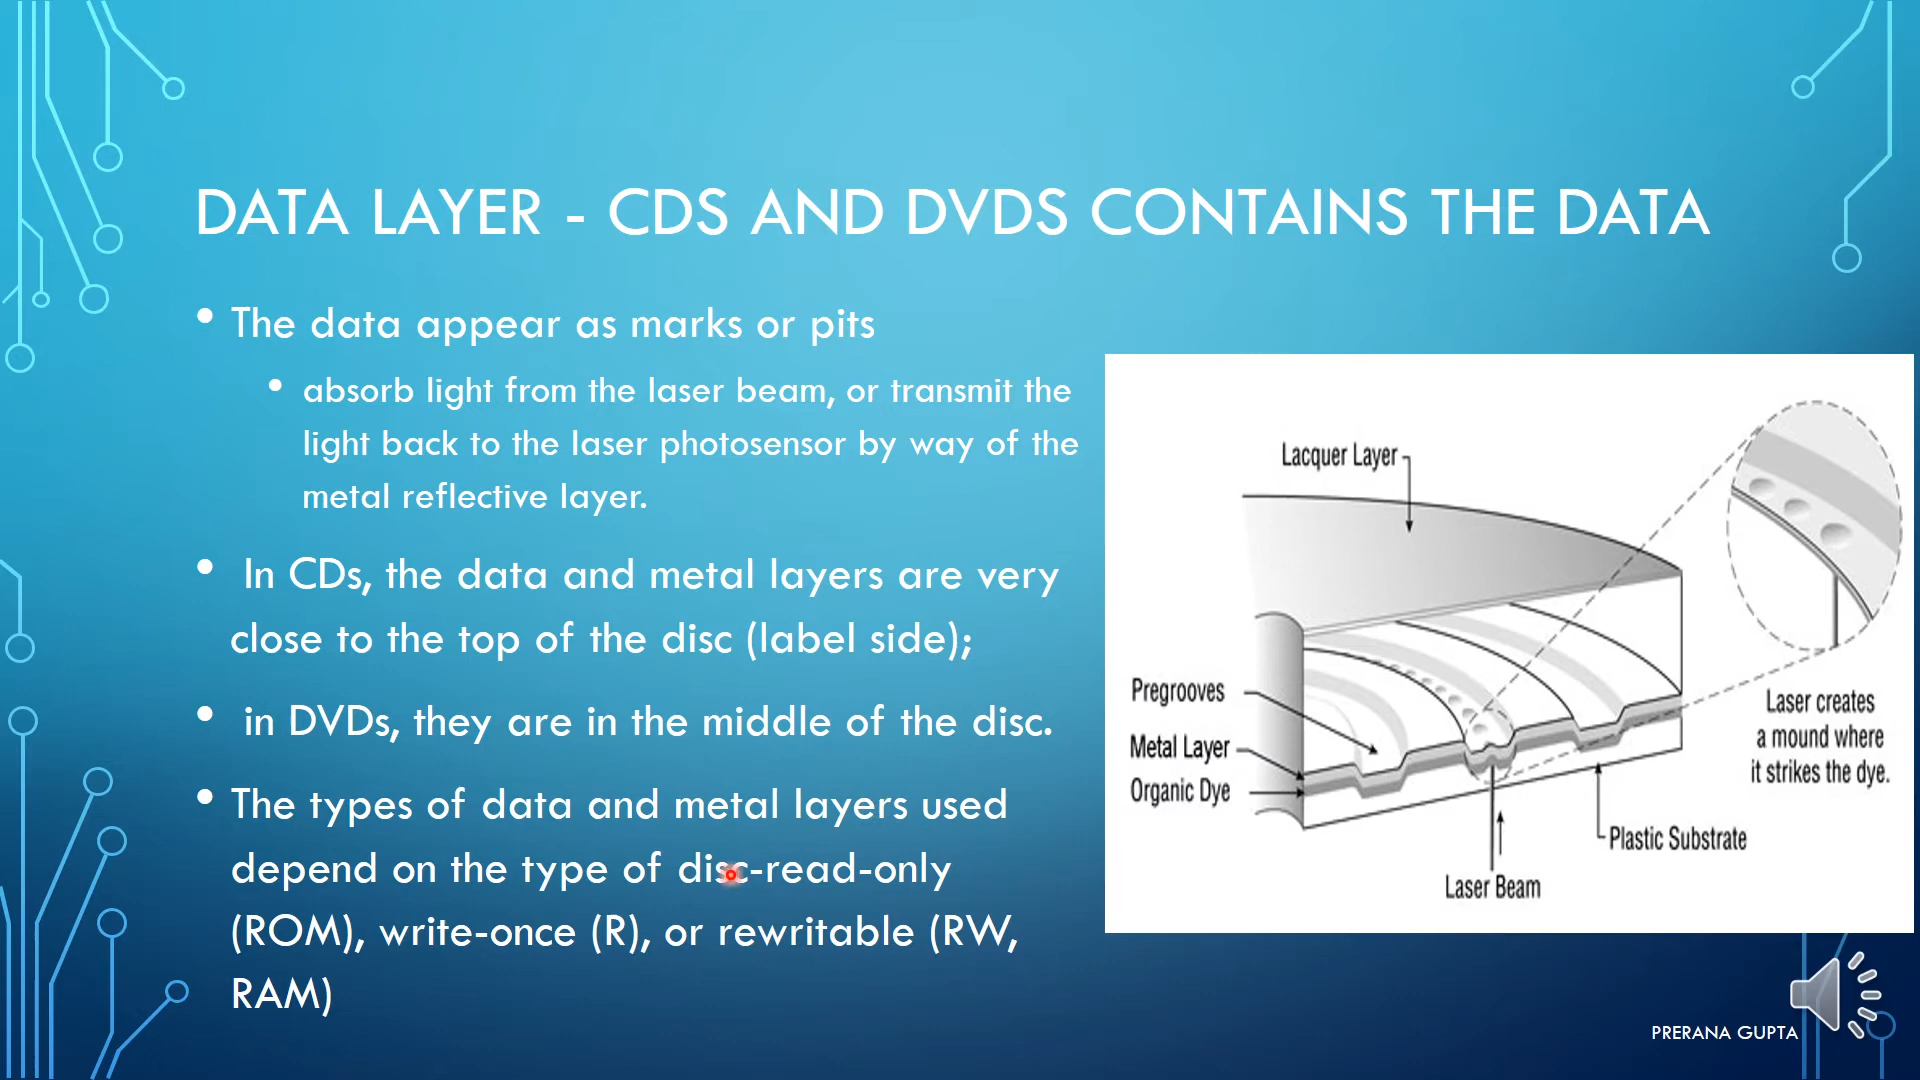 DATA LAYER - CDS AND DVDS CONTAINS THE DATA
• The data appear as marks or pits
• absorb light from the laser beam, or transmit the
light back to the laser photosensor by way of the
metal reflective layer.
• In CDs, the data and metal layers are very
close to the top of the disc (label side);
• in DVDs, they are in the middle of the disc.
• The types of data and metal layers used
depend on the type of disc-read-only
(ROM), write-once (R), or rewritable (RW,
RAM)
Lacquer Layer
Pregrooves
Metal Layer
Organic Dye
Laser creates
a mound where
it strikes the dye.
Plastic Substrate
Laser Beam
PRERANA GUPTA